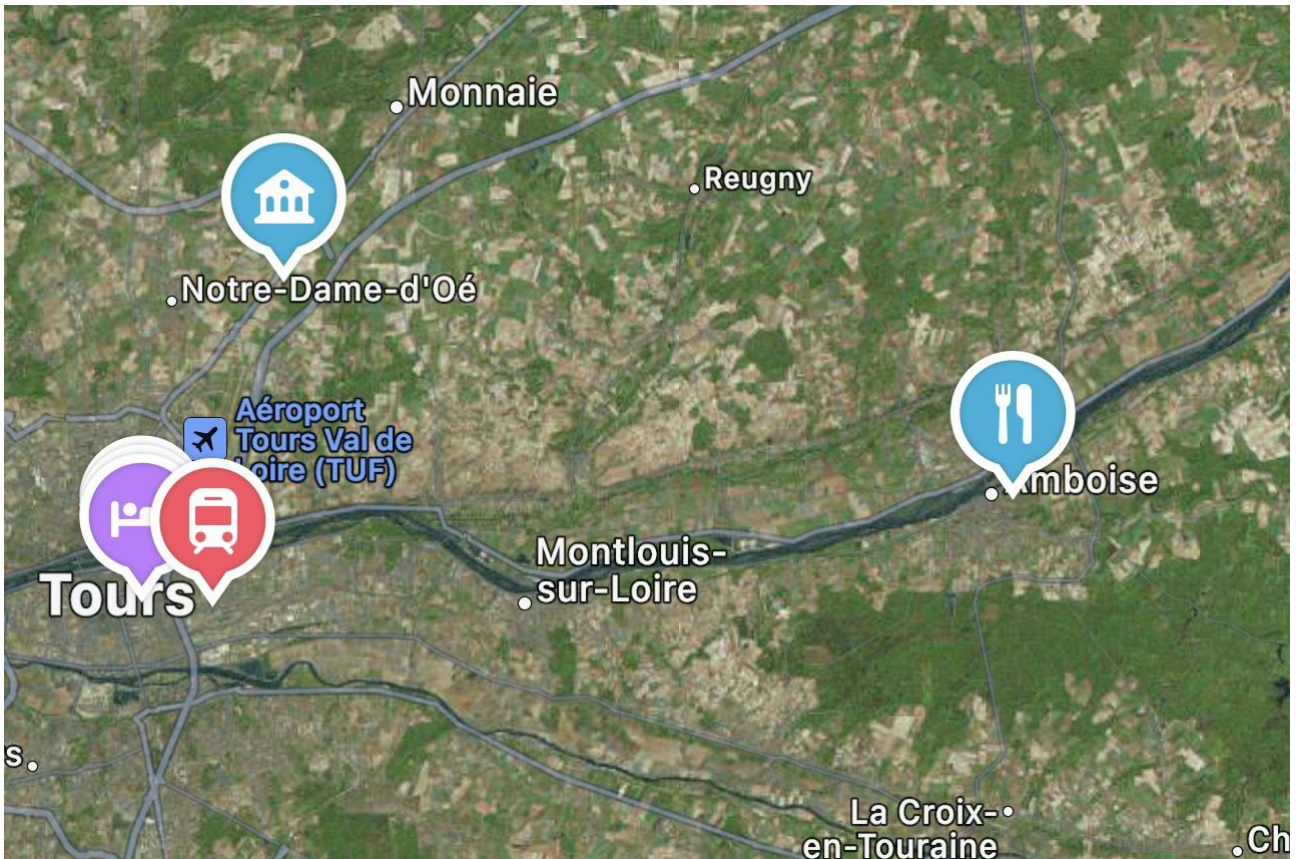 Monnaie
Reugny
Notre-Dame-d'Oé
Aéroport
Tours Val de
Loire (TUF)
Amboise
Montlouis-
sur-Loire
Tours
s
La Croix-
en-Touraine
Ch